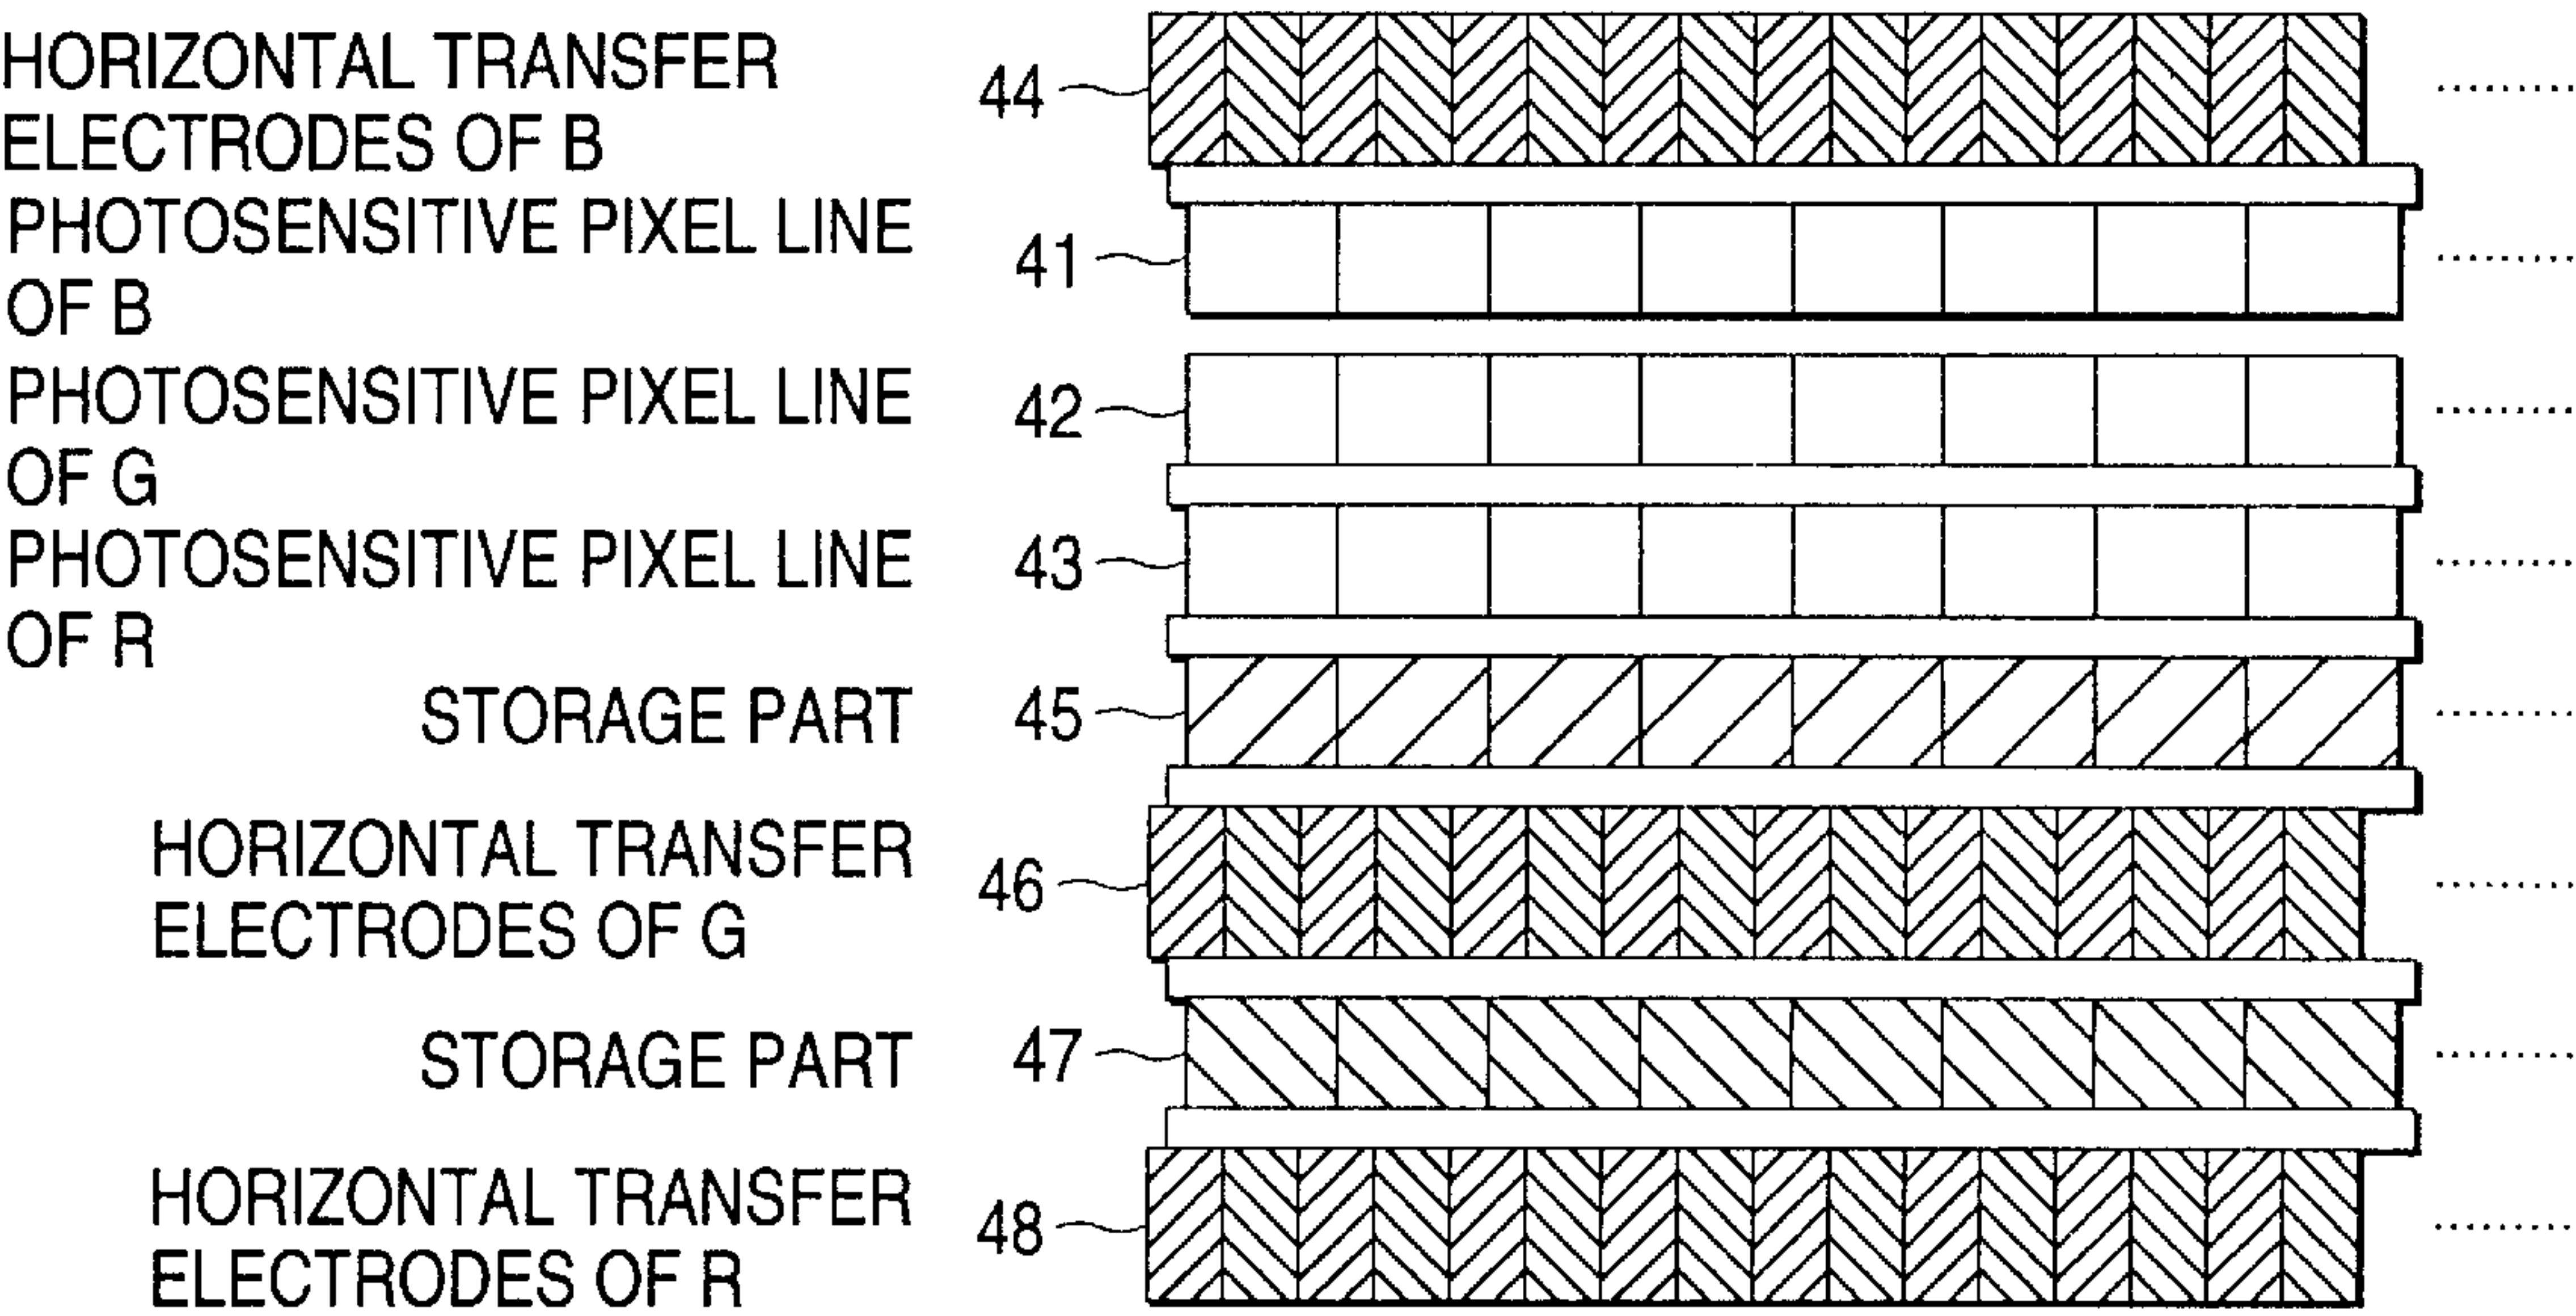 HORIZONTAL TRANSFER
ELECTRODES OF B
44
PHOTOSENSITIVE PIXEL LINE
OF B
41
PHOTOSENSITIVE PIXEL LINE
OF G
42
PHOTOSENSITIVE PIXEL LINE
OF R
43
STORAGE PART
45
HORIZONTAL TRANSFER
ELECTRODES OF G
46
STORAGE PART
47
HORIZONTAL TRANSFER
ELECTRODES OF R
48